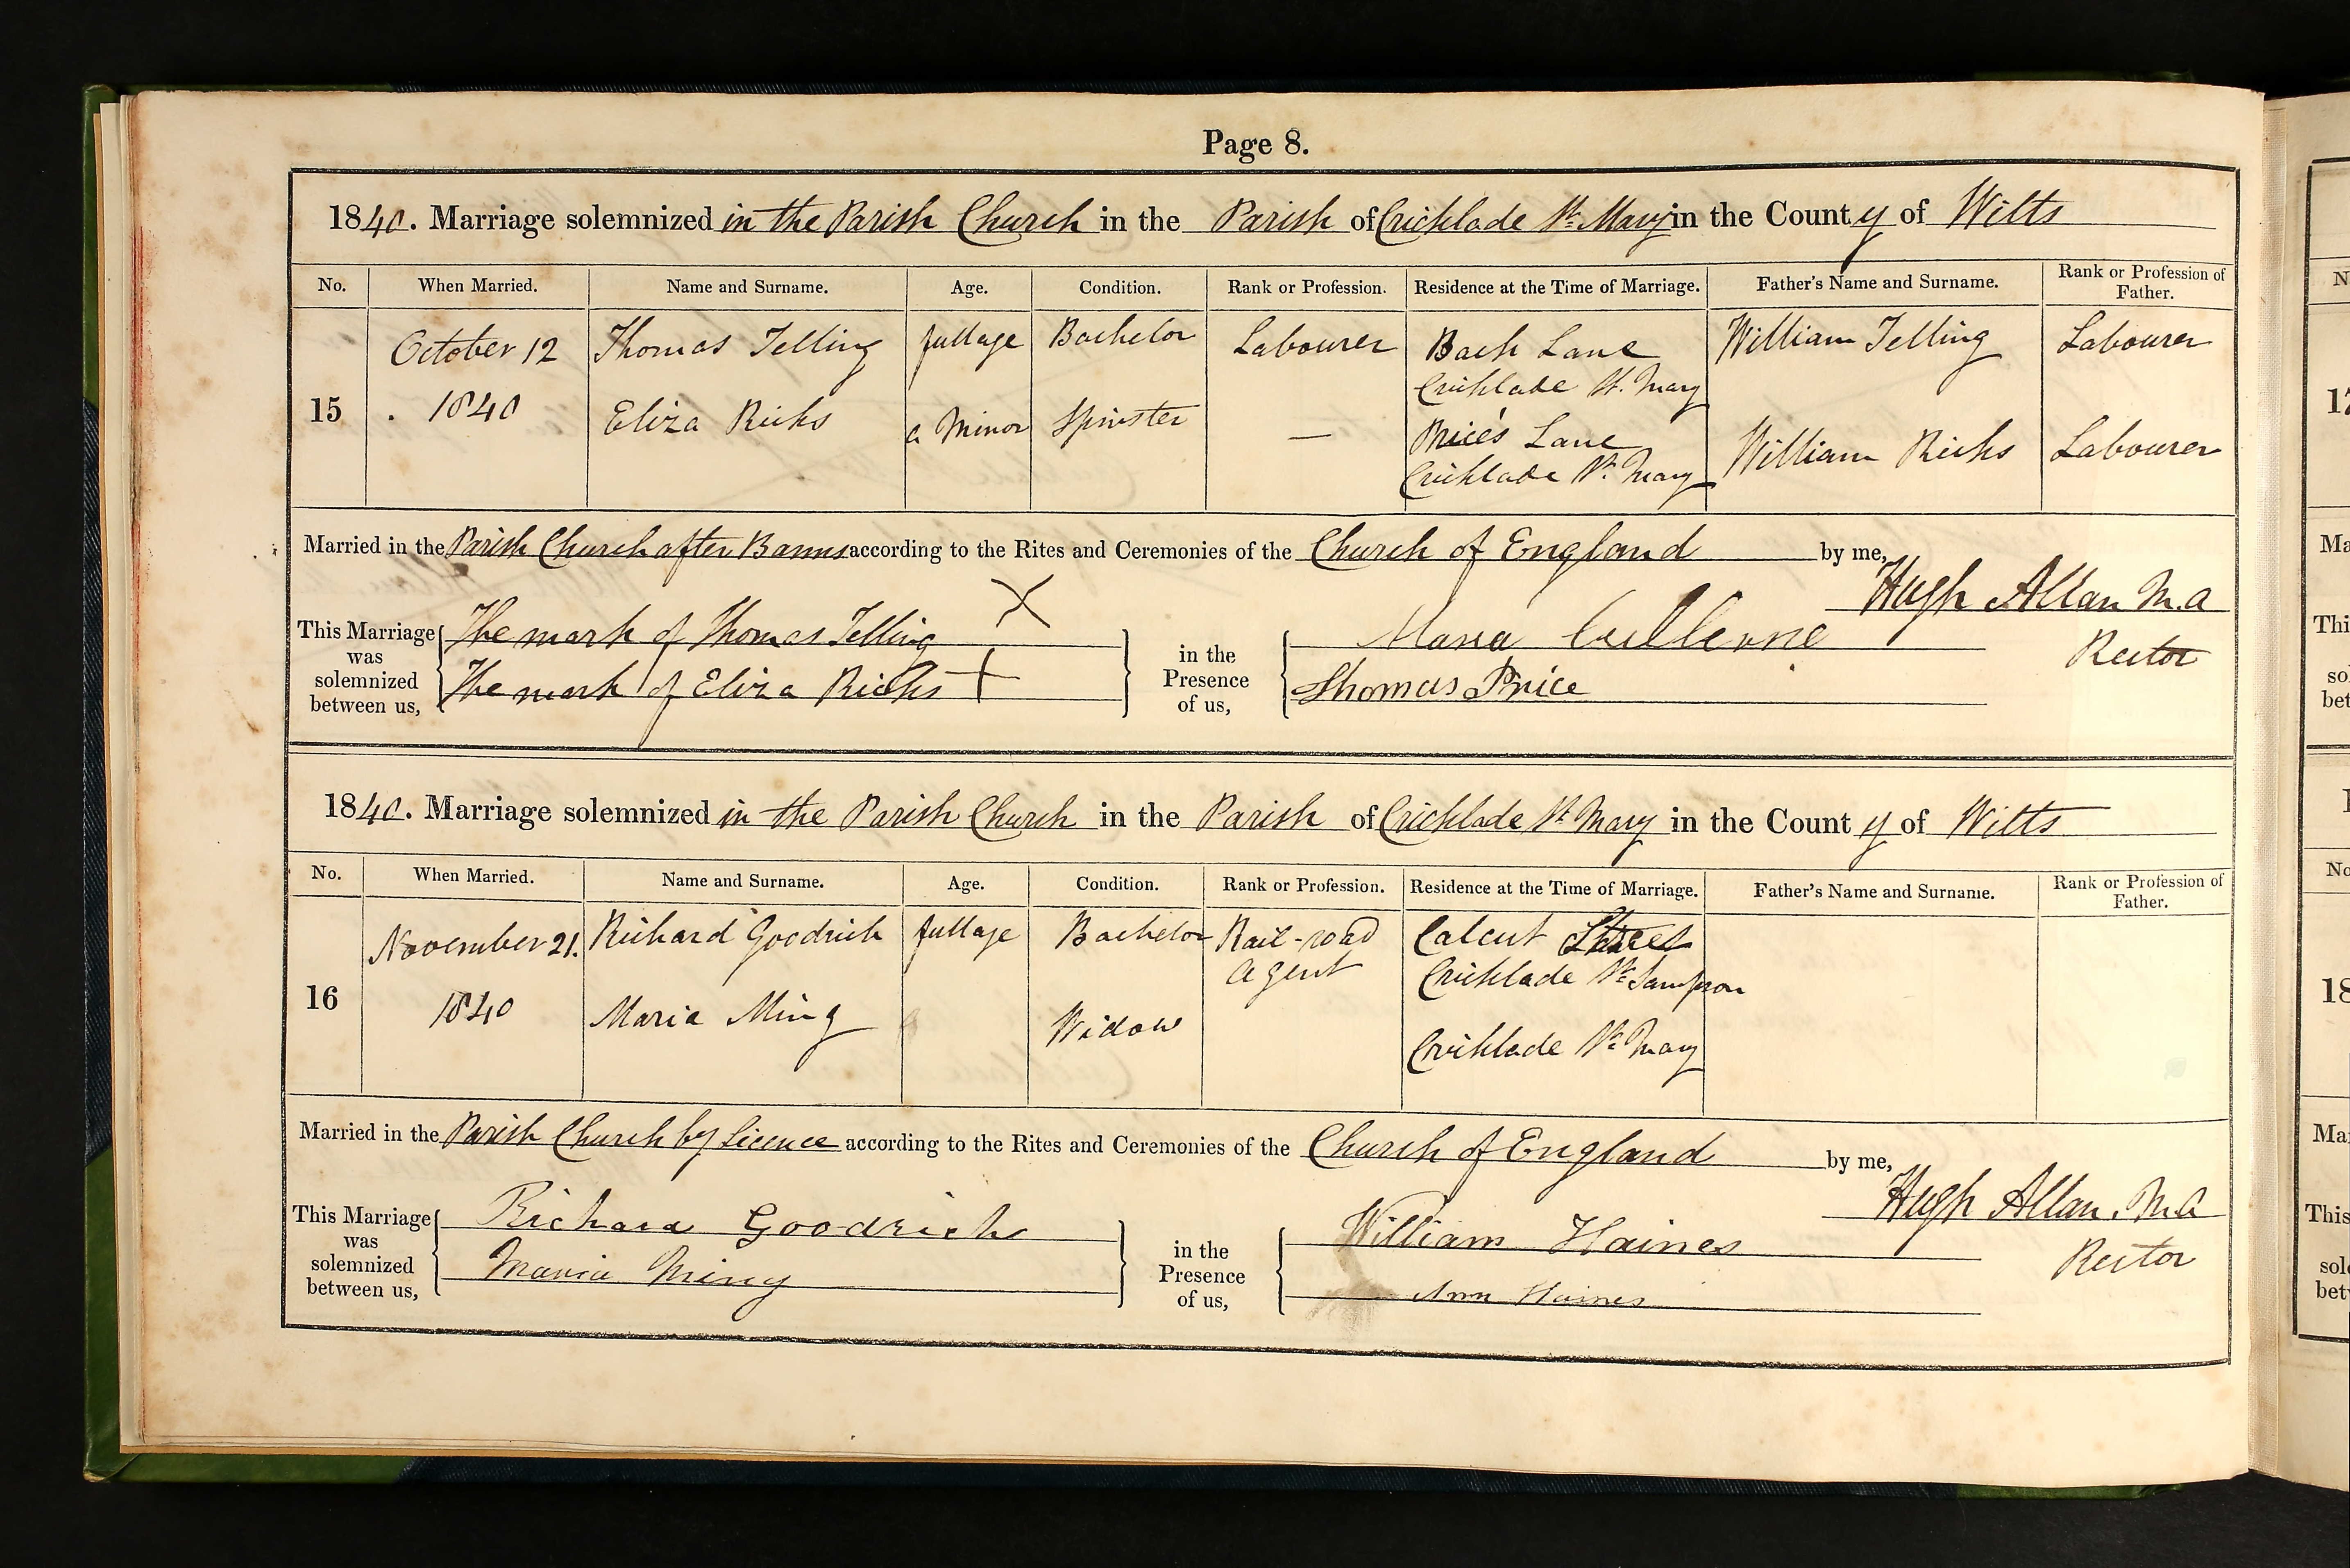 Page 8.
1840. Marriage solemnized in the Parish Church in the Parish of Cricklade St. Mary in the County of Wilts
No. When Married. Name and Surname. Age. Condition. Rank or Profession. Residence at the Time of Marriage. Father's Name and Surname. Rank or Profession of Father.
15 October 12 1840 Thomas Telling full age Bachelor Labourer Back Lane Cricklade St. Mary William Telling Labourer
Eliza Ricks a Minor Spinster — Price's Lane Cricklade St. Mary William Ricks Labourer
Married in the Parish Church after Banns according to the Rites and Ceremonies of the Church of England by me,
Hugh Allan M.A
Rector
This Marriage was solemnized between us,
The mark of Thomas Telling X
The mark of Eliza Ricks +
in the Presence of us,
Maria
Thomas Price
1840. Marriage solemnized in the Parish Church in the Parish of Cricklade St. Mary in the County of Wilts
No. When Married. Name and Surname. Age. Condition. Rank or Profession. Residence at the Time of Marriage. Father's Name and Surname. Rank or Profession of Father.
16 November 21. 1840 Richard Goodrich full age Bachelor Rail-road Agent Calcut Street Cricklade St. Sampson
Maria Ming Widow Cricklade St. Mary
Married in the Parish Church by Licence according to the Rites and Ceremonies of the Church of England by me,
Hugh Allan. M.A
Rector
This Marriage was solemnized between us,
Richard Goodrich
Maria Ming
in the Presence of us,
William Haines
Ann Haines